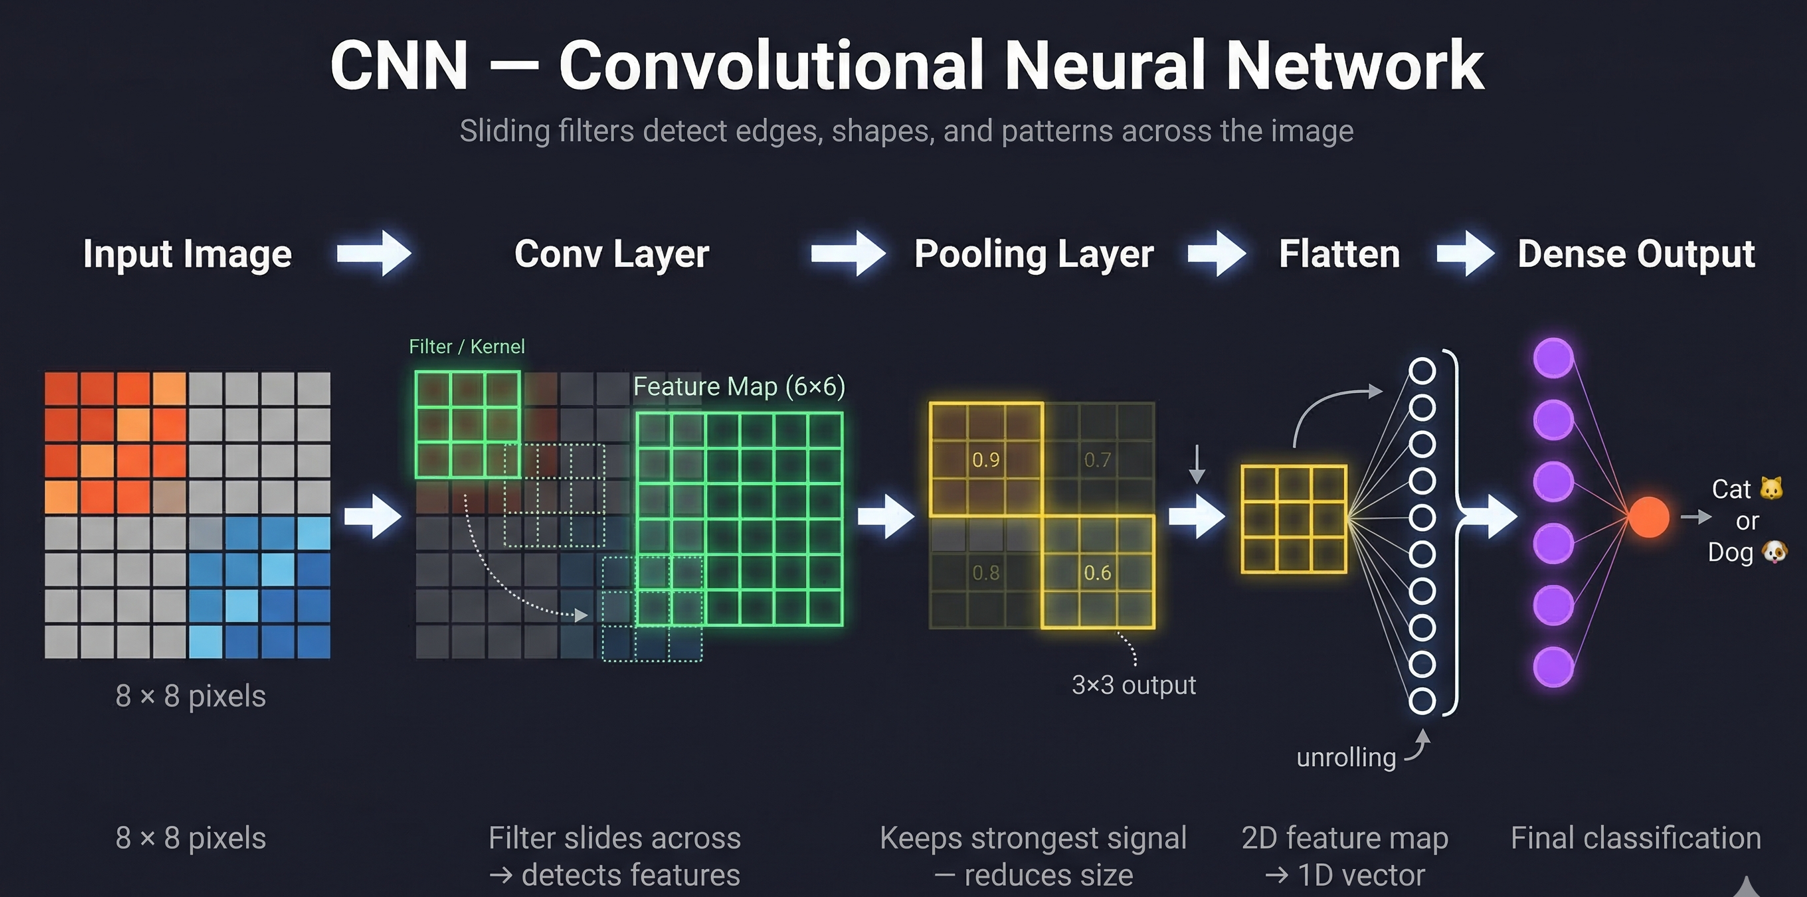 CNN — Convolutional Neural Network
Sliding filters detect edges, shapes, and patterns across the image
Input Image
Conv Layer
Pooling Layer
Flatten
Dense Output
Filter / Kernel
Feature Map (6×6)
0.9
0.7
0.8
0.6
3×3 output
unrolling
Cat 🐱
or
Dog 🐶
8 × 8 pixels
8 × 8 pixels
Filter slides across
→ detects features
Keeps strongest signal
— reduces size
2D feature map
→ 1D vector
Final classification